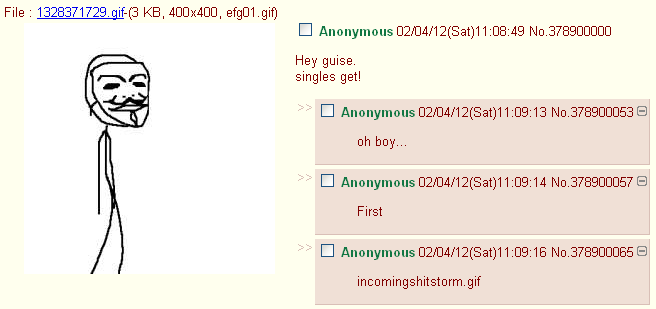 File : 1328371729.gif-(3 KB, 400x400, efg01.gif)
Anonymous 02/04/12(Sat)11:08:49 No.378900000
Hey guise.
singles get!
>> Anonymous 02/04/12(Sat)11:09:13 No.378900053
oh boy...
>> Anonymous 02/04/12(Sat)11:09:14 No.378900057
First
>> Anonymous 02/04/12(Sat)11:09:16 No.378900065
incomingshitstorm.gif